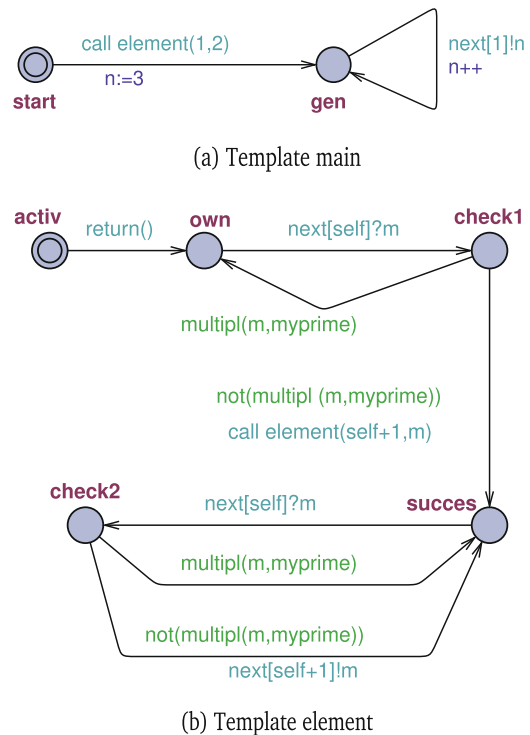 call element(1,2)
next[1]!n
n:=3
n++
start
gen
(a) Template main
activ
own
check1
return()
next[self]?m
multipl(m,myprime)
not(multipl (m,myprime))
call element(self+1,m)
check2
next[self]?m
succes
multipl(m,myprime)
not(multipl(m,myprime))
next[self+1]!m
(b) Template element